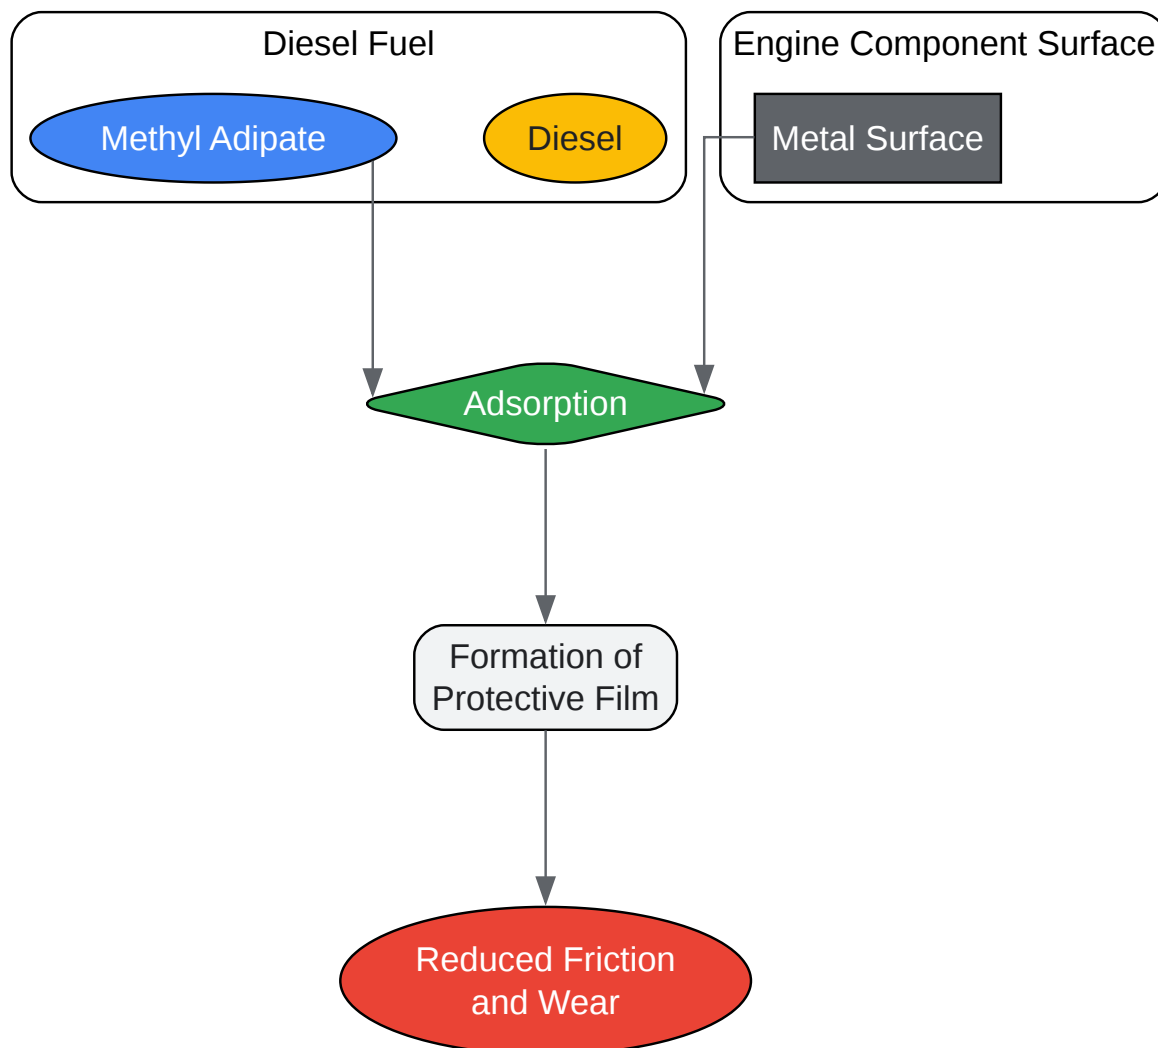 Diesel Fuel
Engine Component Surface
Methyl Adipate
Diesel
Metal Surface
Adsorption
Formation of
Protective Film
Reduced Friction
and Wear